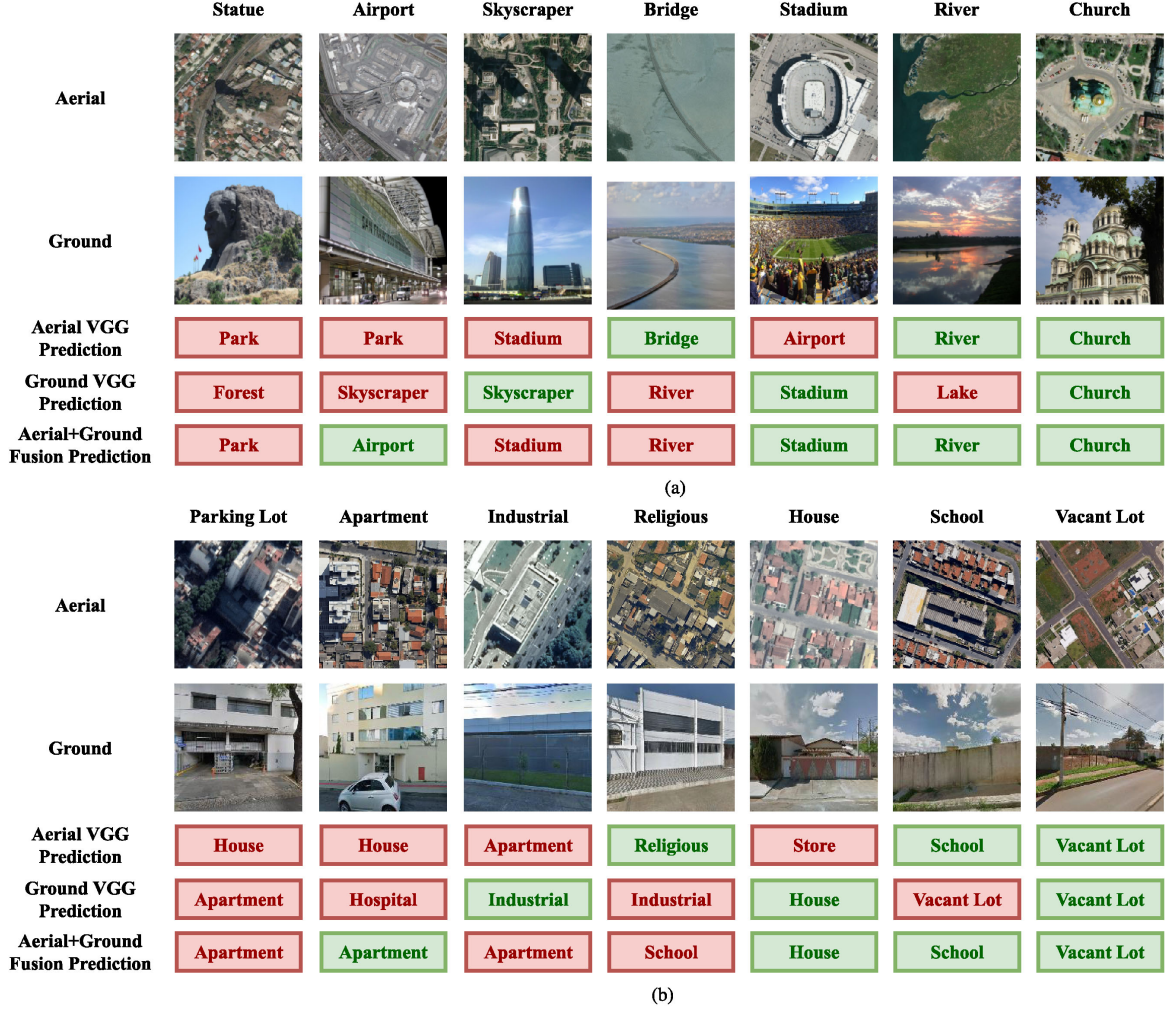 Statue Airport Skyscraper Bridge Stadium River Church
Aerial
Ground
Aerial VGG
Prediction
Park Park Stadium Bridge Airport River Church
Ground VGG
Prediction
Forest Skyscraper Skyscraper River Stadium Lake Church
Aerial+Ground
Fusion Prediction
Park Airport Stadium River Stadium River Church
(a)
Parking Lot Apartment Industrial Religious House School Vacant Lot
Aerial
Ground
Aerial VGG
Prediction
House House Apartment Religious Store School Vacant Lot
Ground VGG
Prediction
Apartment Hospital Industrial Industrial House Vacant Lot Vacant Lot
Aerial+Ground
Fusion Prediction
Apartment Apartment Apartment School House School Vacant Lot
(b)